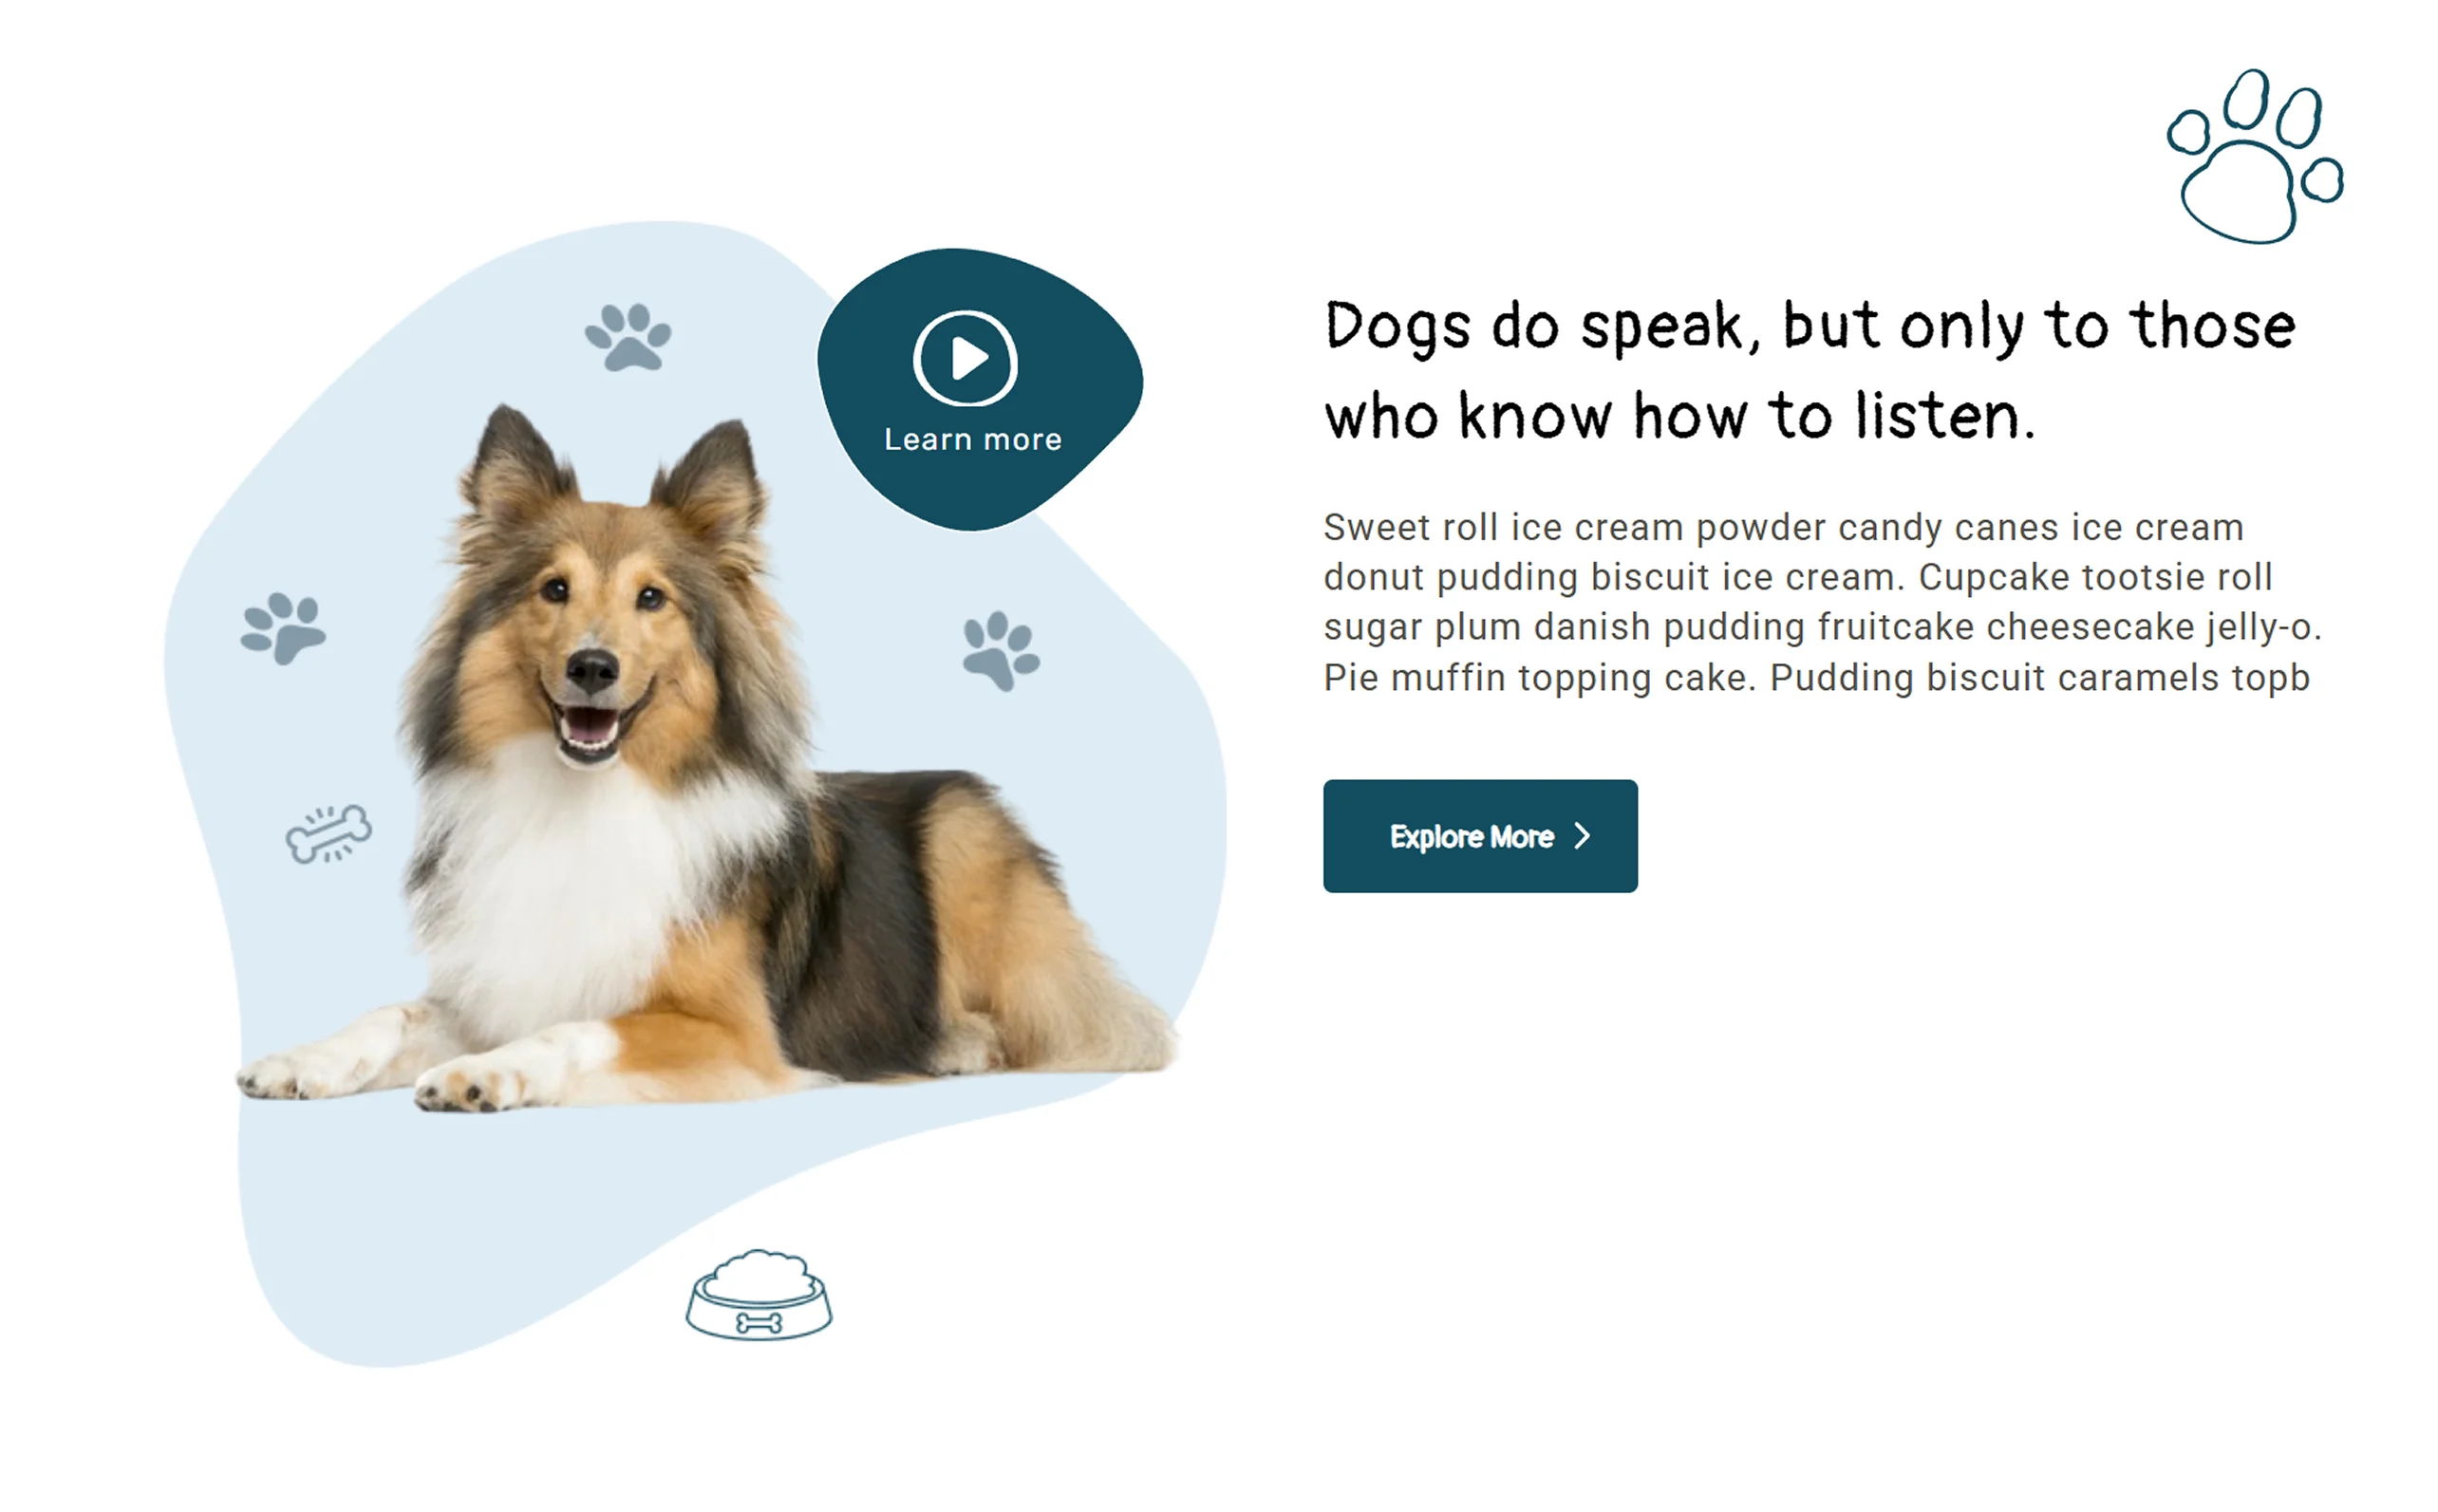 Learn more
Dogs do speak, but only to those
who know how to listen.
Sweet roll ice cream powder candy canes ice cream
donut pudding biscuit ice cream. Cupcake tootsie roll
sugar plum danish pudding fruitcake cheesecake jelly-o.
Pie muffin topping cake. Pudding biscuit caramels topb
Explore More